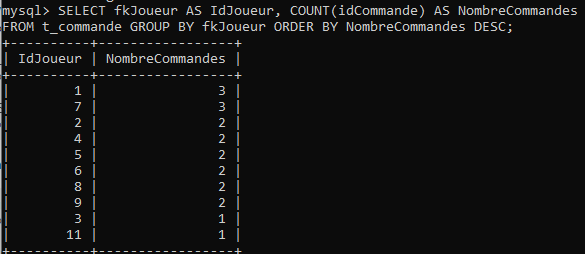 mysql> SELECT fkJoueur AS IdJoueur, COUNT(idCommande) AS NombreCommandes
FROM t_commande GROUP BY fkJoueur ORDER BY NombreCommandes DESC;
+----------+-----------------+
| IdJoueur | NombreCommandes |
+----------+-----------------+
|        1 |               3 |
|        7 |               3 |
|        2 |               2 |
|        4 |               2 |
|        5 |               2 |
|        6 |               2 |
|        8 |               2 |
|        9 |               2 |
|        3 |               1 |
|       11 |               1 |
+----------+-----------------+